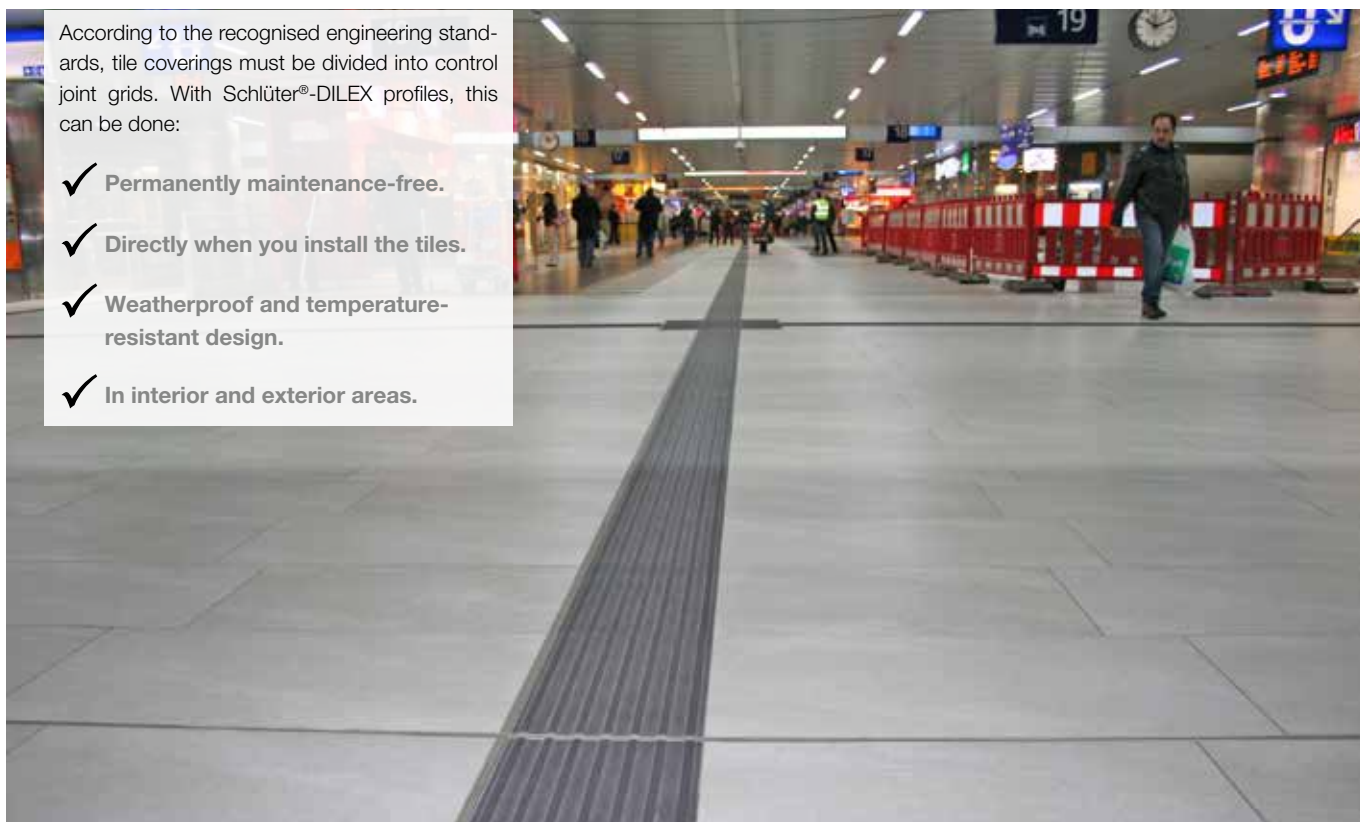 According to the recognised engineering stand-
ards, tile coverings must be divided into control
joint grids. With Schlüter®-DILEX profiles, this
can be done:
✓ Permanently maintenance-free.
✓ Directly when you install the tiles.
✓ Weatherproof and temperature-
resistant design.
✓ In interior and exterior areas.
19
U
18